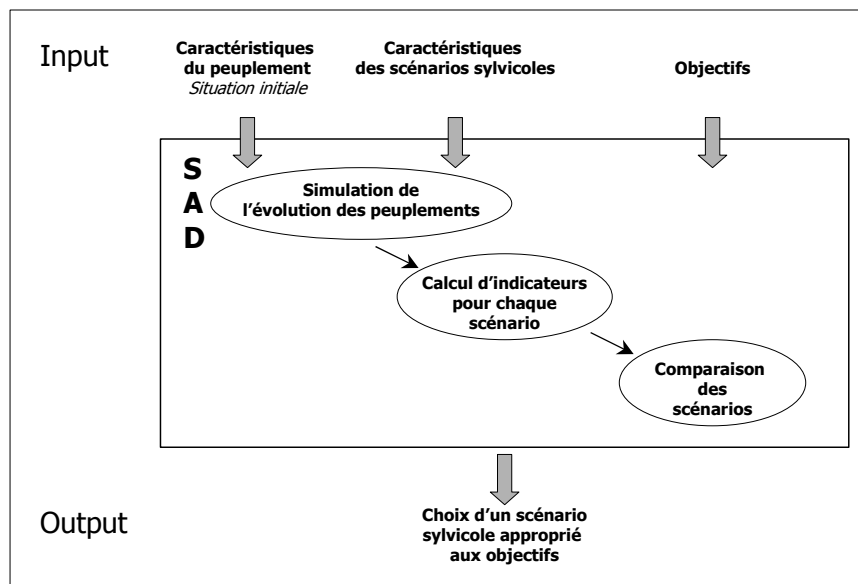 Input
Caractéristiques
du peuplement
Situation initiale
Caractéristiques
des scénarios sylvicoles
Objectifs
S
A
D
Simulation de
l'évolution des peuplements
Calcul d'indicateurs
pour chaque
scénario
Comparaison
des
scénarios
Output
Choix d'un scénario
sylvicole approprié
aux objectifs